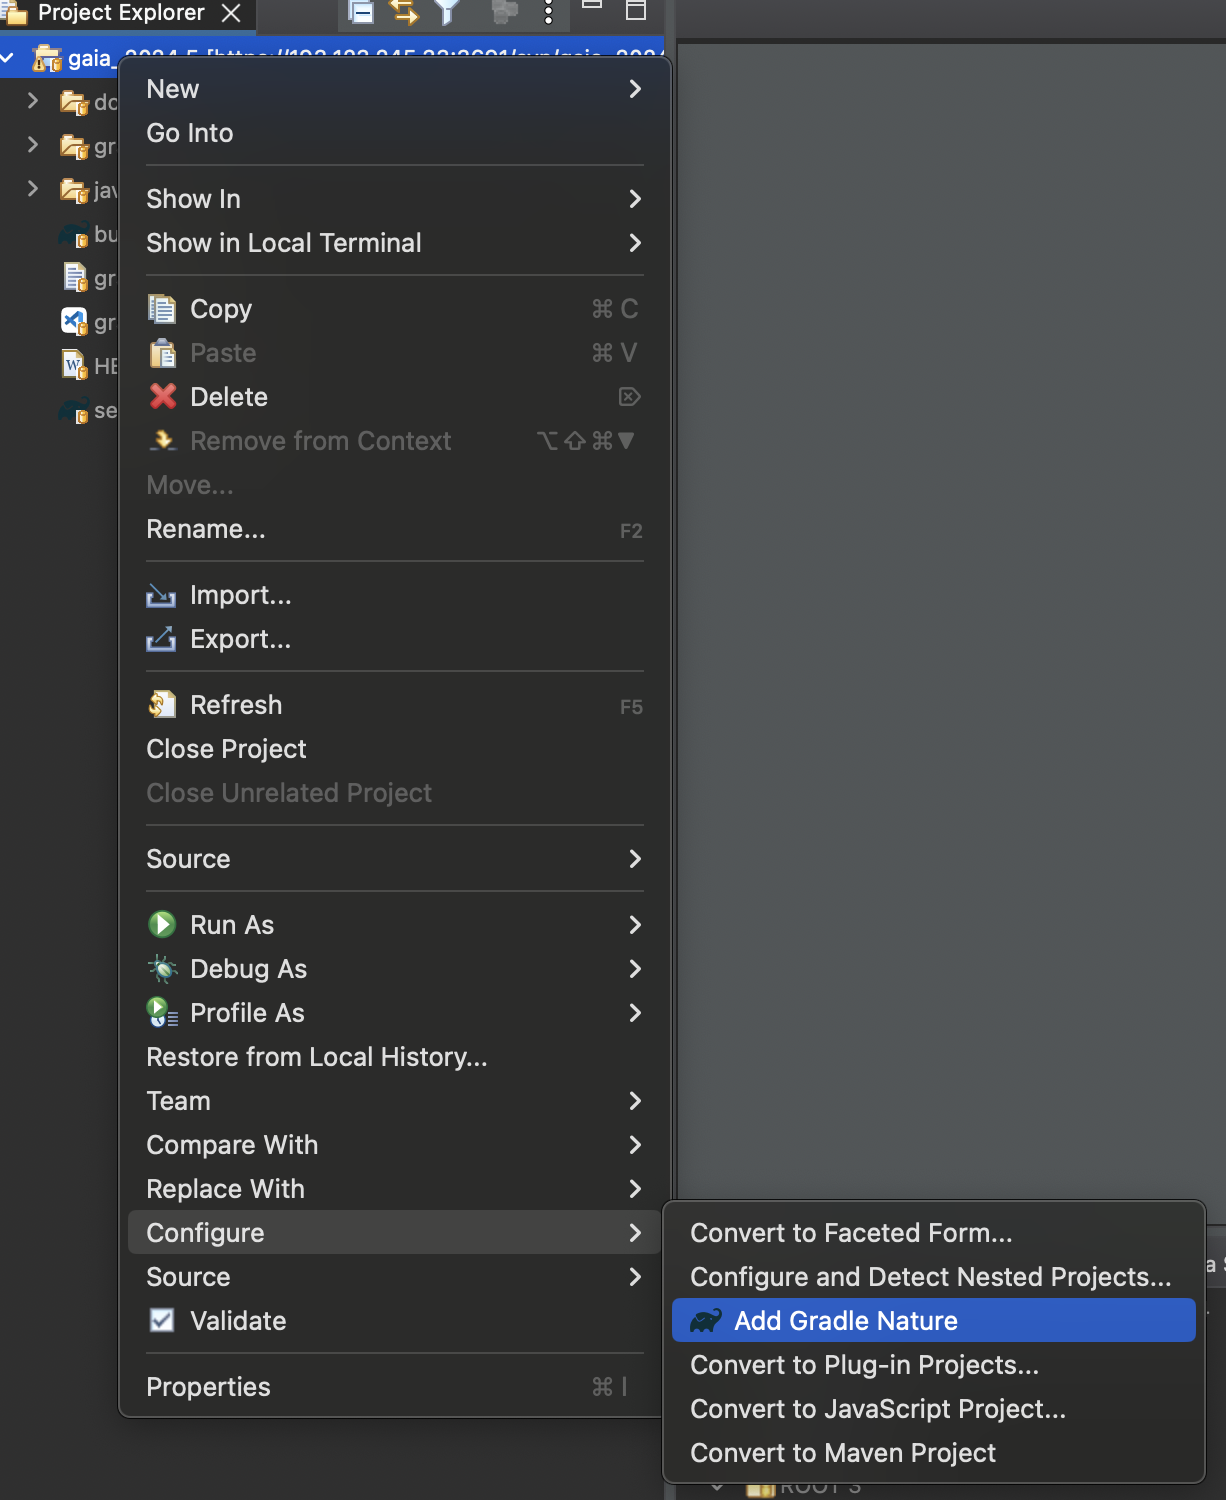 Project Explorer
gaia_
do
New
Go Into
gr
Show In
jav
Show in Local Terminal
bu
gr
Copy ⌘ C
gr
Paste ⌘ V
HE
Delete
se
Remove from Context ⌥⇧⌘▼
Move...
Rename... F2
Import...
Export...
Refresh F5
Close Project
Close Unrelated Project
Source
Run As
Debug As
Profile As
Restore from Local History...
Team
Compare With
Replace With
Configure
Source
Validate
Properties ⌘ I
Convert to Faceted Form...
Configure and Detect Nested Projects...
Add Gradle Nature
Convert to Plug-in Projects...
Convert to JavaScript Project...
Convert to Maven Project